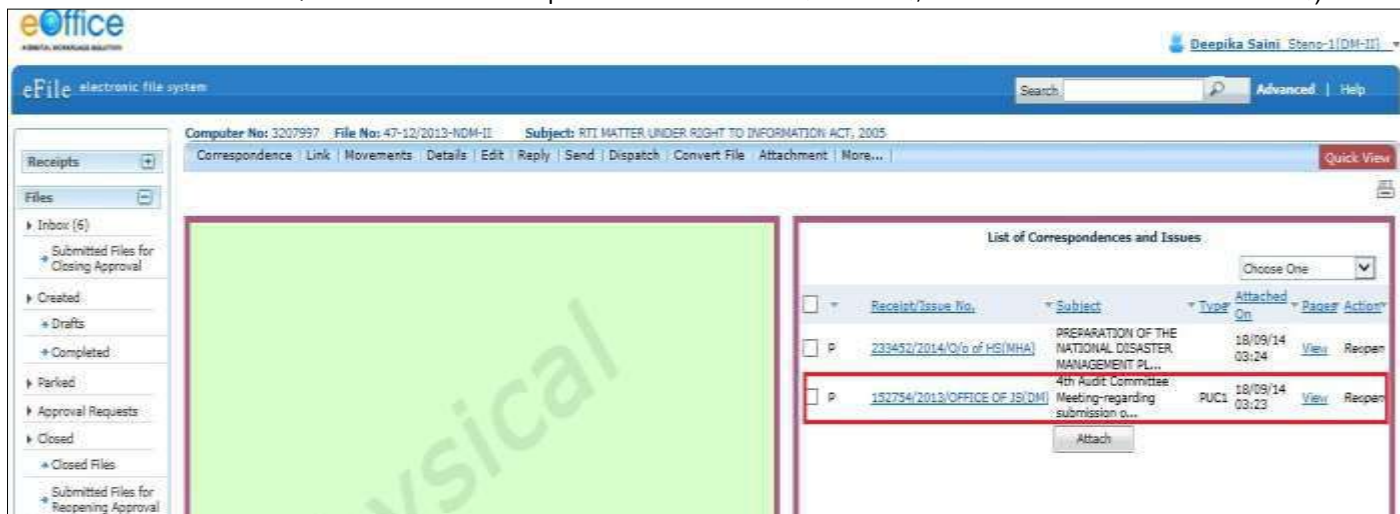 eOffice
A DIGITAL WORKPLACE SOLUTION
Deepika Saini Steno-1(DM-II)
eFile electronic file system
Search
Advanced | Help
Computer No: 3207997 File No: 47-12/2013-NDM-II Subject: RTI MATTER UNDER RIGHT TO INFORMATION ACT, 2005
Correspondence | Link | Movements | Details | Edit | Reply | Send | Dispatch | Convert File | Attachment | More... |
Quick View
Receipts
Files
Inbox (6)
Submitted Files for
Closing Approval
Created
Drafts
Completed
Parked
Approval Requests
Closed
Closed Files
Submitted Files for
Reopening Approval
ysical
List of Correspondences and Issues
Choose One
Receipt/Issue No. Subject Type Attached On Pages Action
P 233452/2014/O/o of HS(MHA) PREPARATION OF THE NATIONAL DISASTER MANAGEMENT PL... 18/09/14 03:24 View Reopen
P 152754/2013/OFFICE OF JS(DM) 4th Audit Committee Meeting-regarding submission o... PUC1 18/09/14 03:23 View Reopen
Attach